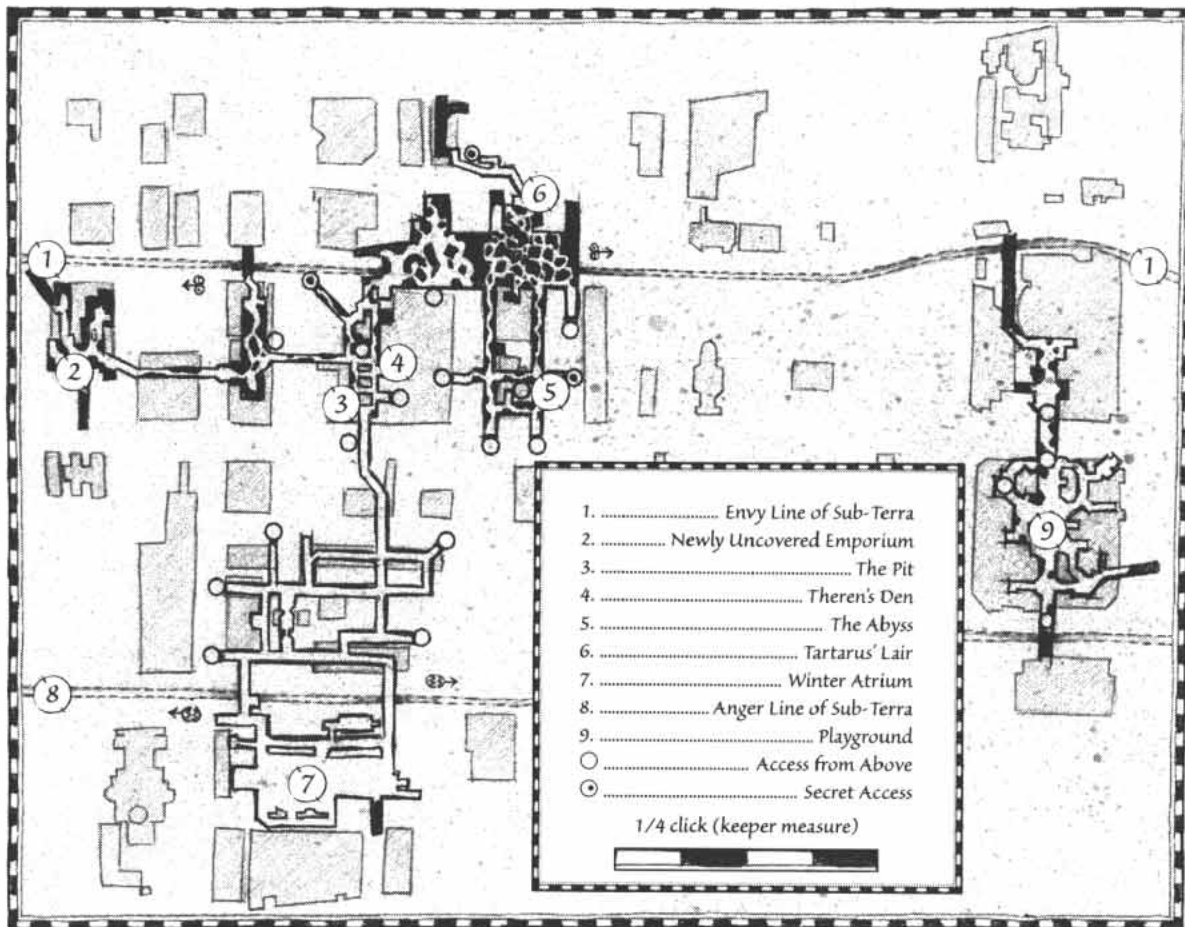 6
1
1
4
2
3
5
1. .................. Envy Line of Sub-Terra
2. .......... Newly Uncovered Emporium
9
3. ........................................ The Pit
4. ................................ Theren's Den
5. .................................... The Abyss
6. ............................... Tartarus' Lair
8
7. ............................. Winter Atrium
8. ................ Anger Line of Sub-Terra
9. .................................. Playground
7
.......................... Access from Above
................................. Secret Access
1/4 click (keeper measure)